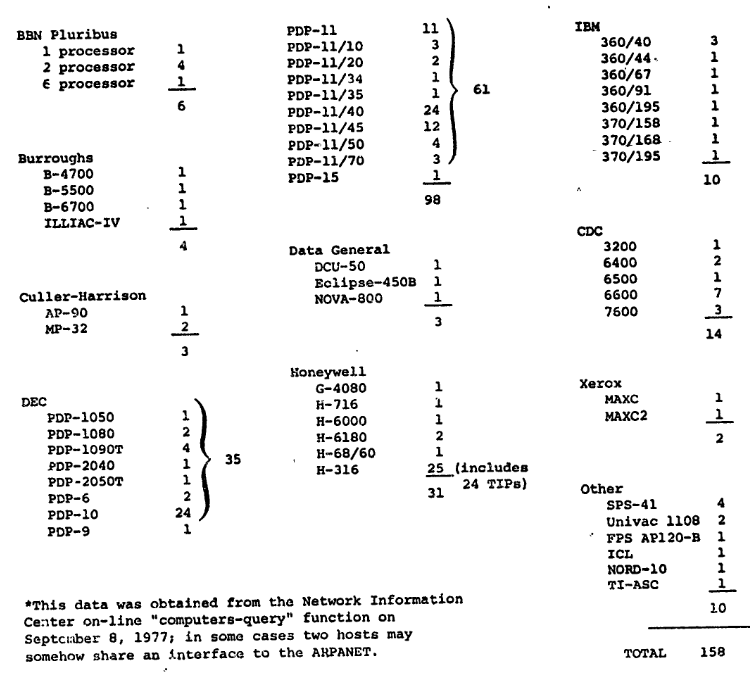 BBN Pluribus
1 processor 1
2 processor 4
6 processor 1
6
Burroughs
B-4700 1
B-5500 1
B-6700 1
ILLIAC-IV 1
4
Culler-Harrison
AP-90 1
MP-32 2
3
DEC
PDP-1050 1
PDP-1080 2
PDP-1090T 4
PDP-2040 1
PDP-2050T 1
PDP-6 2
PDP-10 24
35
PDP-9 1
PDP-11 11
PDP-11/10 3
PDP-11/20 2
PDP-11/34 1
PDP-11/35 1
PDP-11/40 24
PDP-11/45 12
PDP-11/50 4
PDP-11/70 3
61
PDP-15 1
98
Data General
DCU-50 1
Eclipse-450B 1
NOVA-800 1
3
Honeywell
G-4080 1
H-716 1
H-6000 1
H-6180 2
H-68/60 1
H-316 25 (includes
24 TIPs)
31
IBM
360/40 3
360/44 1
360/67 1
360/91 1
360/195 1
370/158 1
370/168 1
370/195 1
10
CDC
3200 1
6400 2
6500 1
6600 7
7600 3
14
Xerox
MAXC 1
MAXC2 1
2
Other
SPS-41 4
Univac 1108 2
FPS AP120-B 1
ICL 1
NORD-10 1
TI-ASC 1
10
TOTAL 158
*This data was obtained from the Network Information
Center on-line "computers-query" function on
September 8, 1977; in some cases two hosts may
somehow share an interface to the ARPANET.